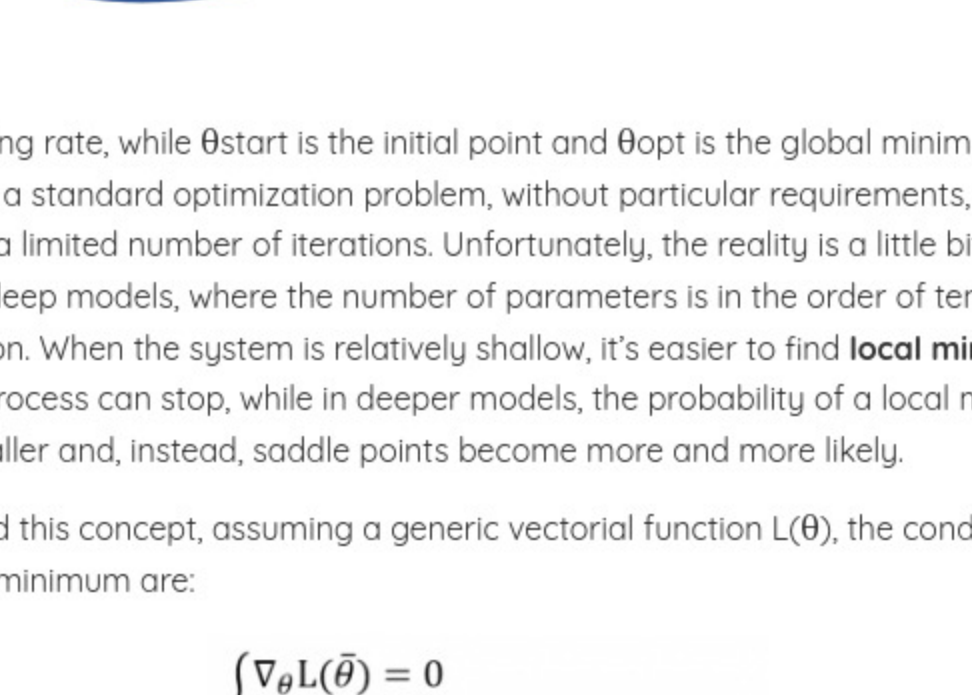 ng rate, while θstart is the initial point and θopt is the global minim
a standard optimization problem, without particular requirements,
a limited number of iterations. Unfortunately, the reality is a little bi
leep models, where the number of parameters is in the order of ter
on. When the system is relatively shallow, it's easier to find local min
rocess can stop, while in deeper models, the probability of a local n
aller and, instead, saddle points become more and more likely.
d this concept, assuming a generic vectorial function L(θ), the cond
minimum are:
∇θL(θ̄) = 0